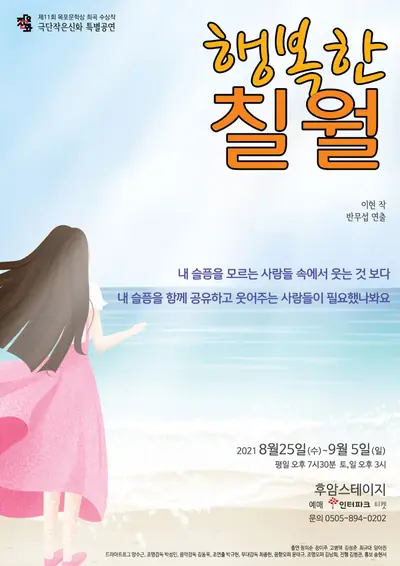 제11회 목포문학상 희곡 수상작
극단작은신화 특별공연
행복한
칠월
이현 작
반무섭 연출
내 슬픔을 모르는 사람들 속에서 웃는 것 보다
내 슬픔을 함께 공유하고 웃어주는 사람들이 필요했나봐요
2021 8월25일(수)~9월 5일(일)
평일 오후 7시30분 토,일 오후 3시
후암스테이지
예매 인터파크 티켓
문의 0505-894-0202